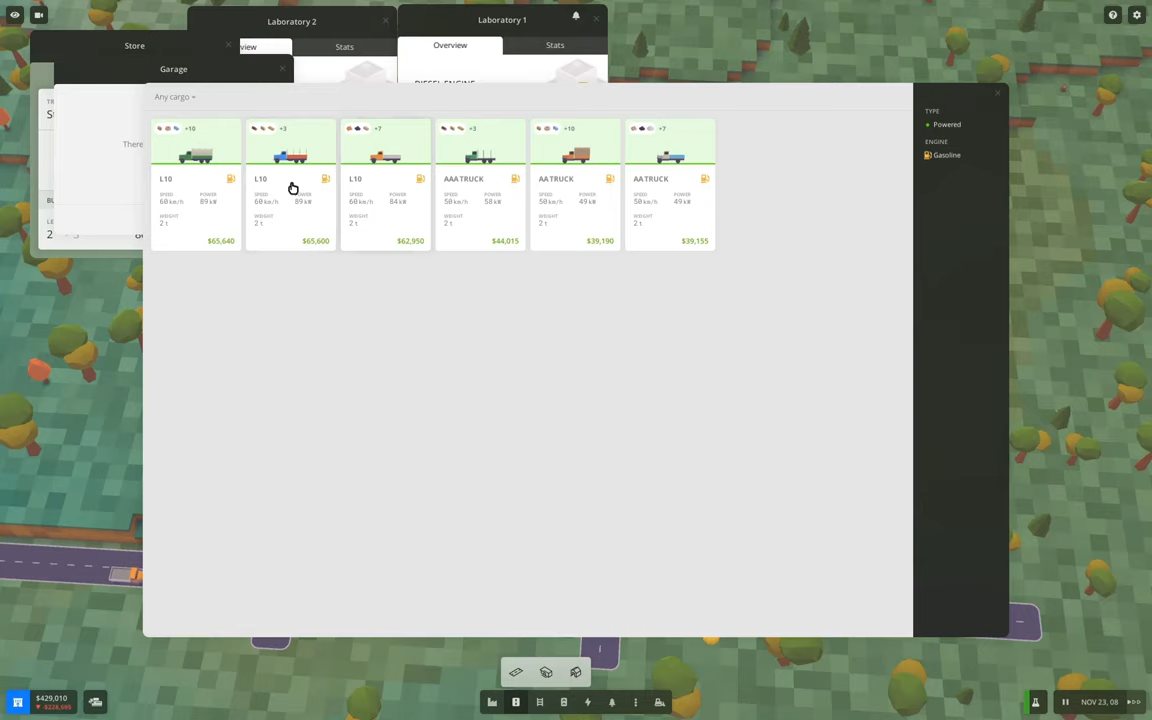 Laboratory 2
Laboratory 1
Store
view
Stats
Overview
Stats
Garage
DIESEL ENGINE
Any cargo
TYPE
Powered
ENGINE
Gasoline
There
+10
+3
+7
+3
+10
+7
L10
L10
L10
AAA TRUCK
AA TRUCK
AA TRUCK
SPEED POWER
60 km/h 89 kW
WEIGHT
2 t
$65,640
SPEED POWER
60 km/h 89 kW
WEIGHT
2 t
$65,600
SPEED POWER
60 km/h 84 kW
WEIGHT
2 t
$62,950
SPEED POWER
50 km/h 58 kW
WEIGHT
2 t
$44,015
SPEED POWER
50 km/h 49 kW
WEIGHT
2 t
$39,190
SPEED POWER
50 km/h 49 kW
WEIGHT
2 t
$39,155
$429,010
NOV 23, 08